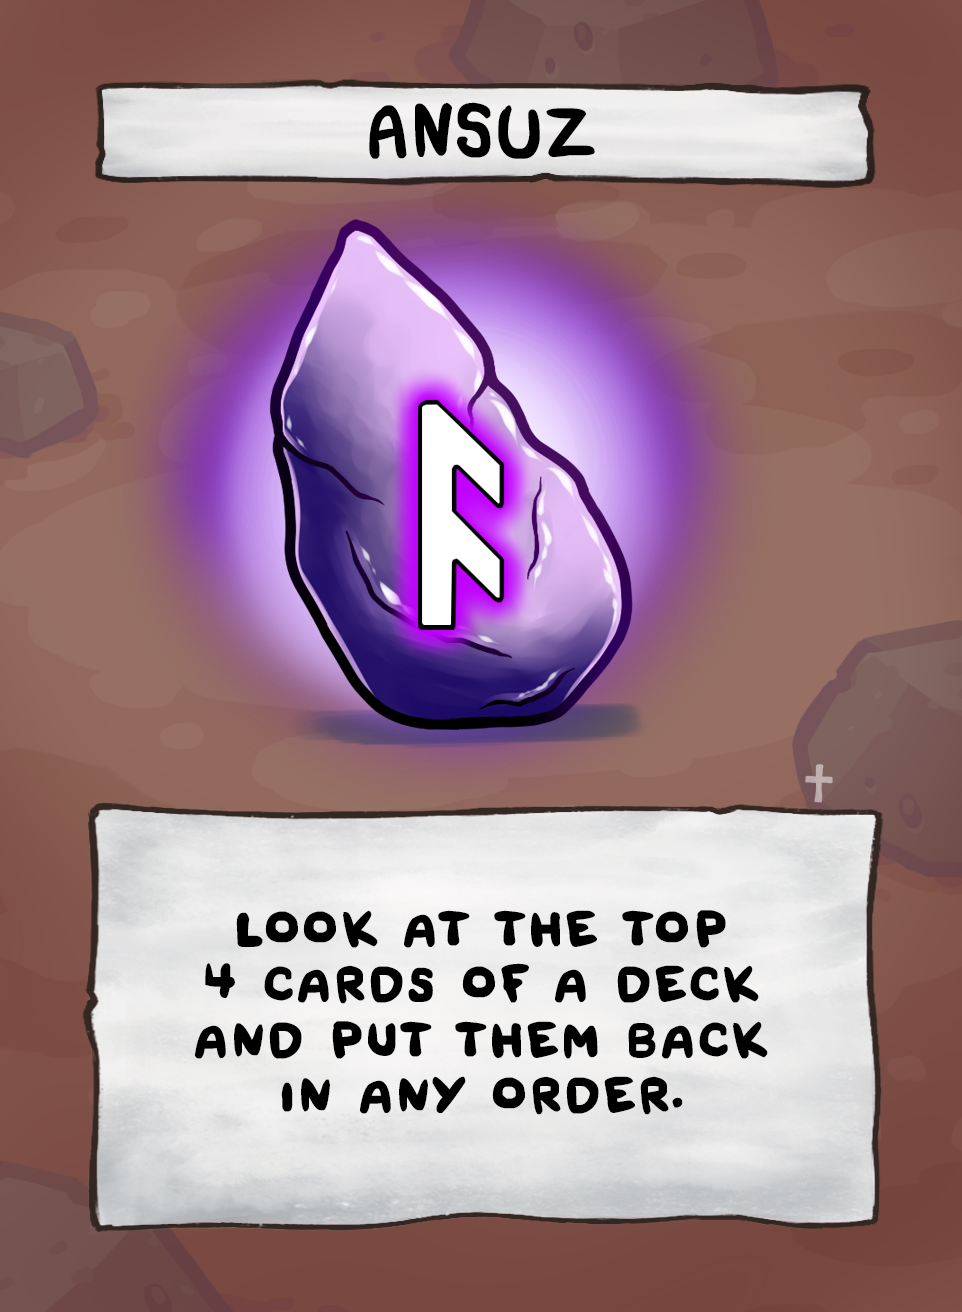 ANSUZ
ᚨ
LOOK AT THE TOP
4 CARDS OF A DECK
AND PUT THEM BACK
IN ANY ORDER.